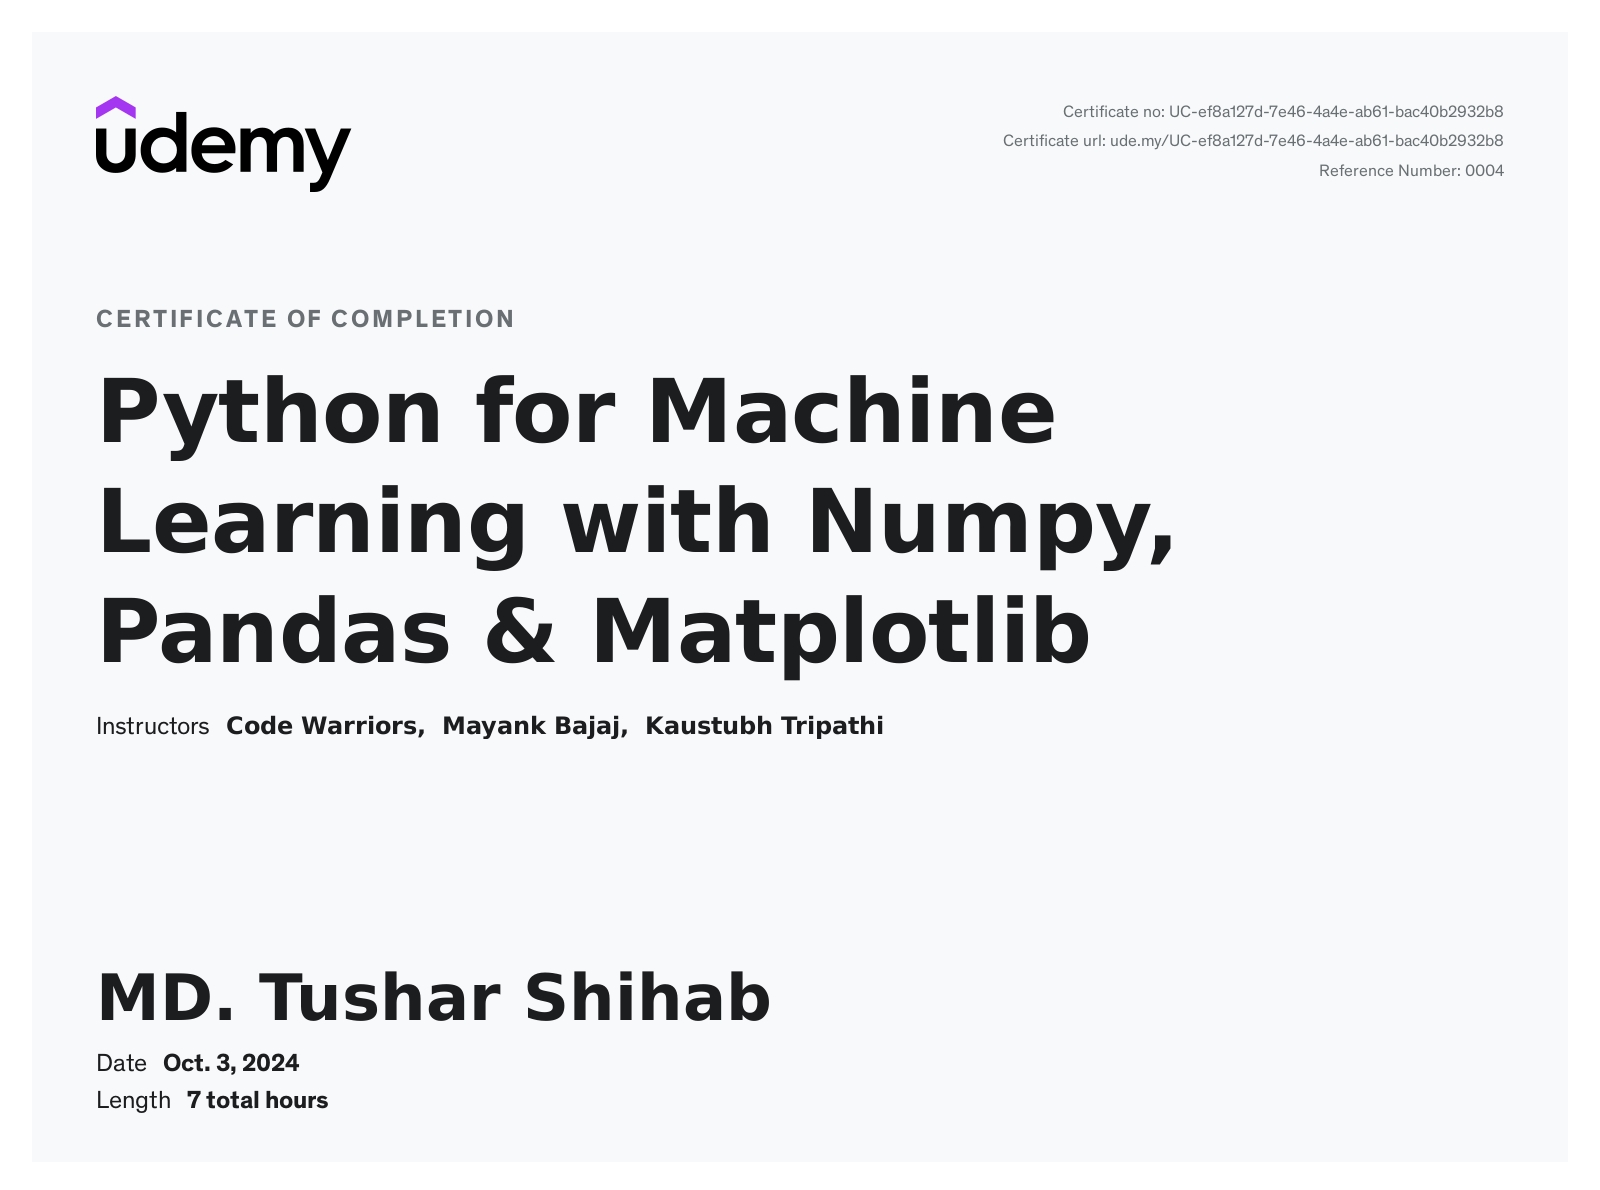 udemy
Certificate no: UC-ef8a127d-7e46-4a4e-ab61-bac40b2932b8
Certificate url: ude.my/UC-ef8a127d-7e46-4a4e-ab61-bac40b2932b8
Reference Number: 0004
CERTIFICATE OF COMPLETION
Python for Machine
Learning with Numpy,
Pandas & Matplotlib
Instructors Code Warriors, Mayank Bajaj, Kaustubh Tripathi
MD. Tushar Shihab
Date Oct. 3, 2024
Length 7 total hours